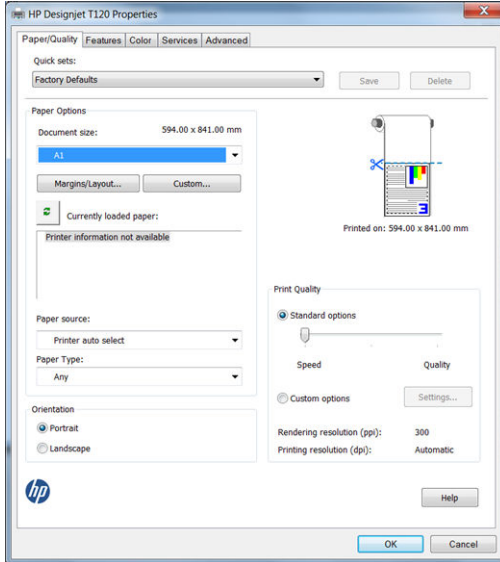 HP Designjet T120 Properties
Paper/Quality Features Color Services Advanced
Quick sets:
Factory Defaults Save Delete
Paper Options
Document size: 594.00 x 841.00 mm
A1
Margins/Layout... Custom...
Currently loaded paper:
Printer information not available
Printed on: 594.00 x 841.00 mm
Paper source:
Printer auto select
Paper Type:
Any
Print Quality
Standard options
Speed Quality
Custom options Settings...
Rendering resolution (ppi): 300
Printing resolution (dpi): Automatic
Orientation
Portrait
Landscape
hp
Help
OK Cancel
3